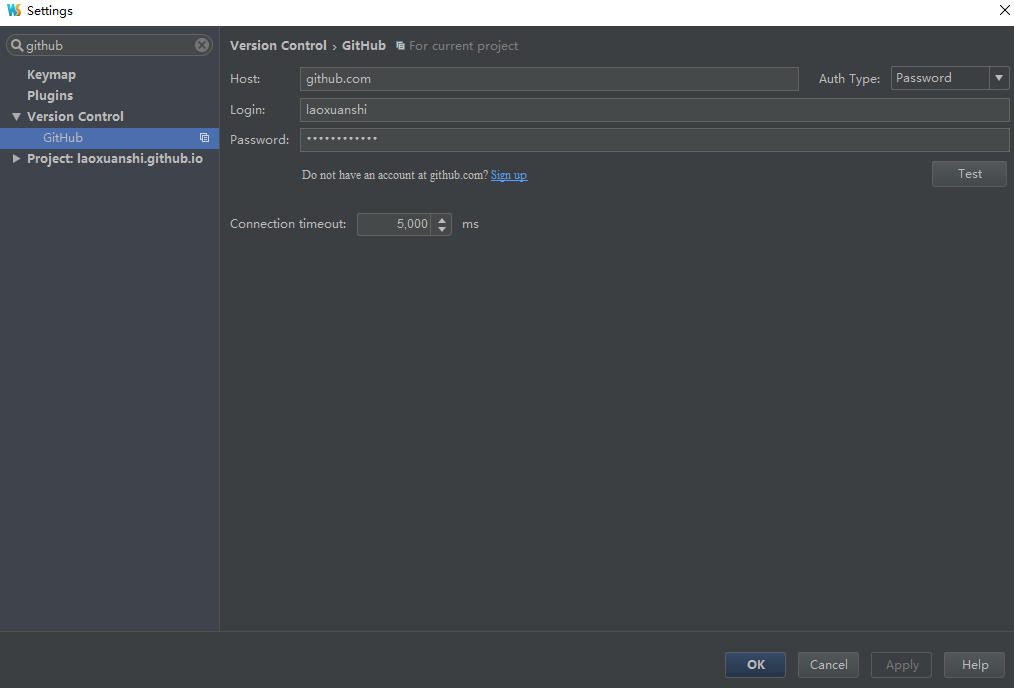 WS Settings
github
Version Control › GitHub For current project
Keymap
Plugins
Version Control
GitHub
Project: laoxuanshi.github.io
Host: github.com Auth Type: Password
Login: laoxuanshi
Password: ••••••••••••
Do not have an account at github.com? Sign up
Test
Connection timeout: 5,000 ms
OK Cancel Apply Help